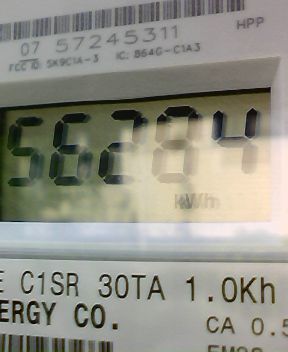 07 57245311
HPP
FCC ID: SK9C1A-3 IC: 864G-C1A3
56284
kWh
E C1SR 30TA 1.0Kh
NERGY CO.
CA 0.5